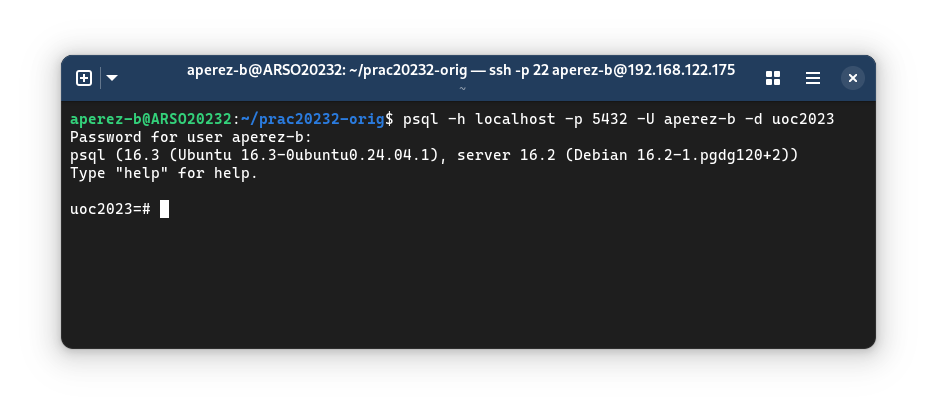 aperez-b@ARSO20232: ~/prac20232-orig — ssh -p 22 aperez-b@192.168.122.175
~
aperez-b@ARSO20232:~/prac20232-orig$ psql -h localhost -p 5432 -U aperez-b -d uoc2023
Password for user aperez-b:
psql (16.3 (Ubuntu 16.3-0ubuntu0.24.04.1), server 16.2 (Debian 16.2-1.pgdg120+2))
Type "help" for help.
uoc2023=#